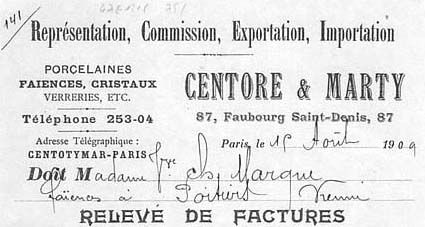 141
Représentation, Commission, Exportation, Importation
PORCELAINES
FAIENCES, CRISTAUX
VERRERIES, ETC.
Téléphone 253-04
Adresse Télégraphique :
CENTOTYMAR-PARIS
CENTORE & MARTY
87, Faubourg Saint-Denis, 87
Paris, le 15 Août 1909
Doit Madame Vve Ch Marque
faïences à Poitiers Vienne
RELEVÉ DE FACTURES